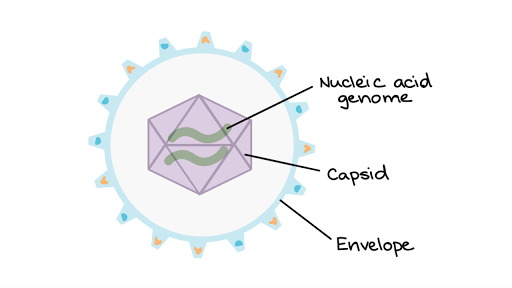 Nucleic acid
genome
Capsid
Envelope